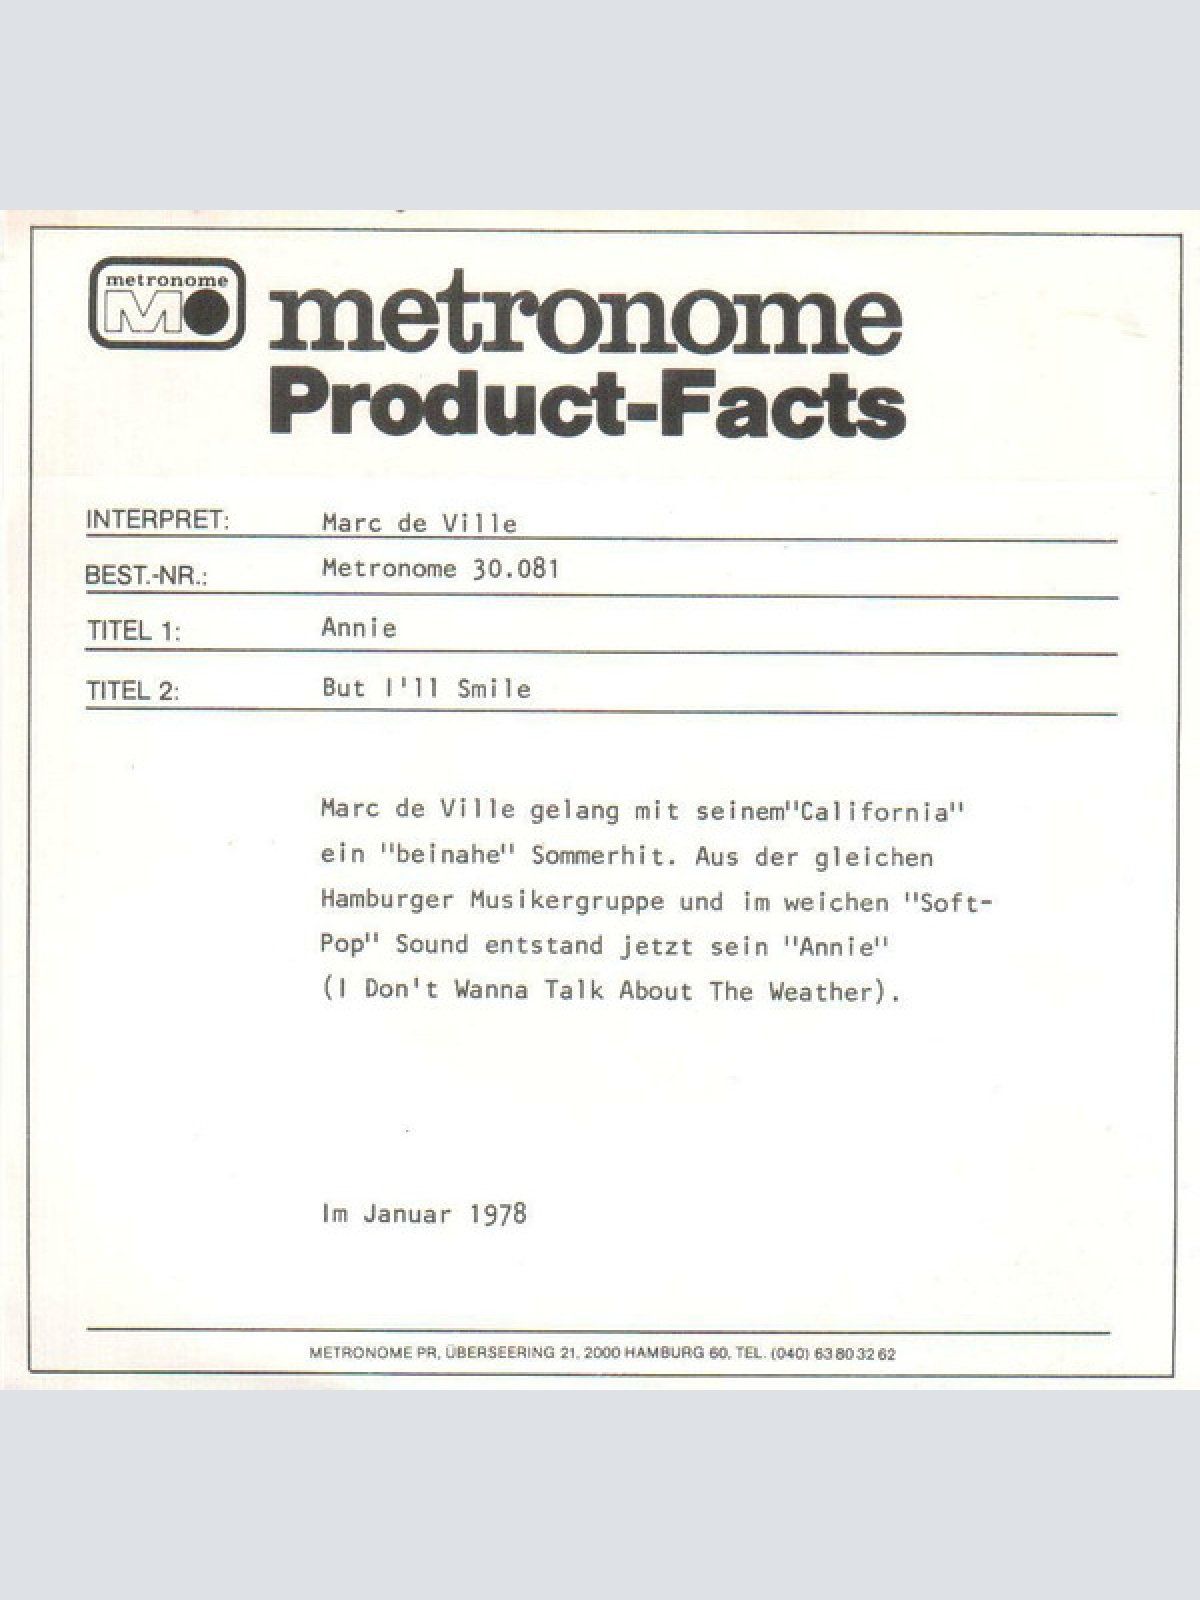 metronome
MO
metronome
Product-Facts
INTERPRET: Marc de Ville
BEST.-NR.: Metronome 30.081
TITEL 1: Annie
TITEL 2: But I'll Smile
Marc de Ville gelang mit seinem"California"
ein "beinahe" Sommerhit. Aus der gleichen
Hamburger Musikergruppe und im weichen "Soft-
Pop" Sound entstand jetzt sein "Annie"
(I Don't Wanna Talk About The Weather).
Im Januar 1978
METRONOME PR, ÜBERSEERING 21, 2000 HAMBURG 60, TEL. (040) 63 80 32 62